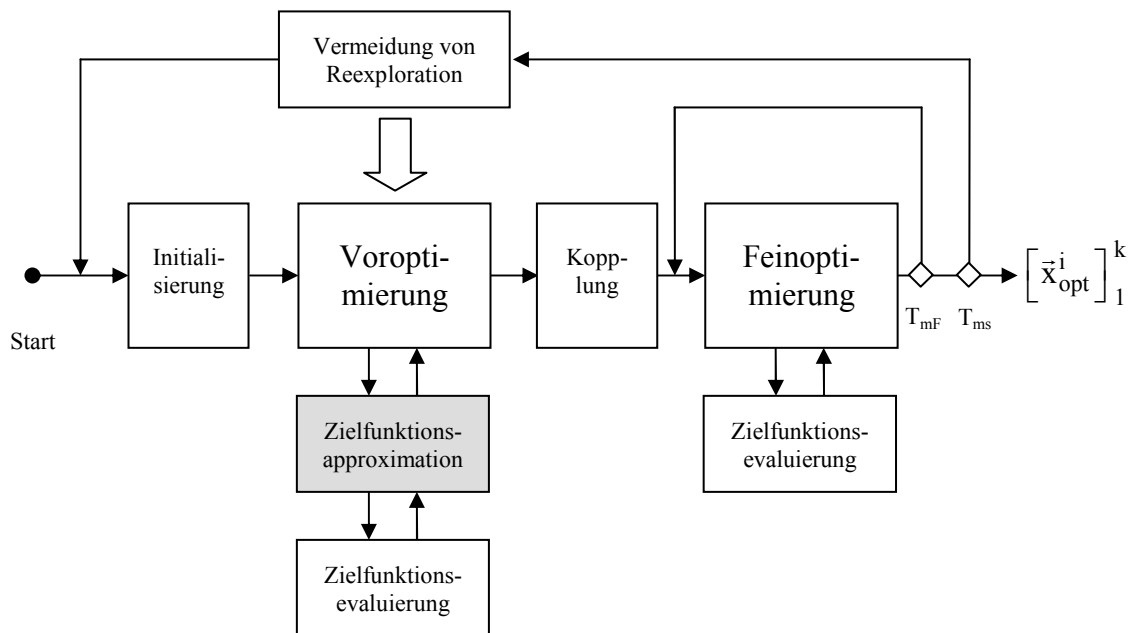 Vermeidung von
Reexploration
Initiali-
sierung
Voropti-
mierung
Kopp-
lung
Feinopti-
mierung
Start
T_mF
T_ms
[x⃗^i_opt]^k_1
Zielfunktions-
approximation
Zielfunktions-
evaluierung
Zielfunktions-
evaluierung